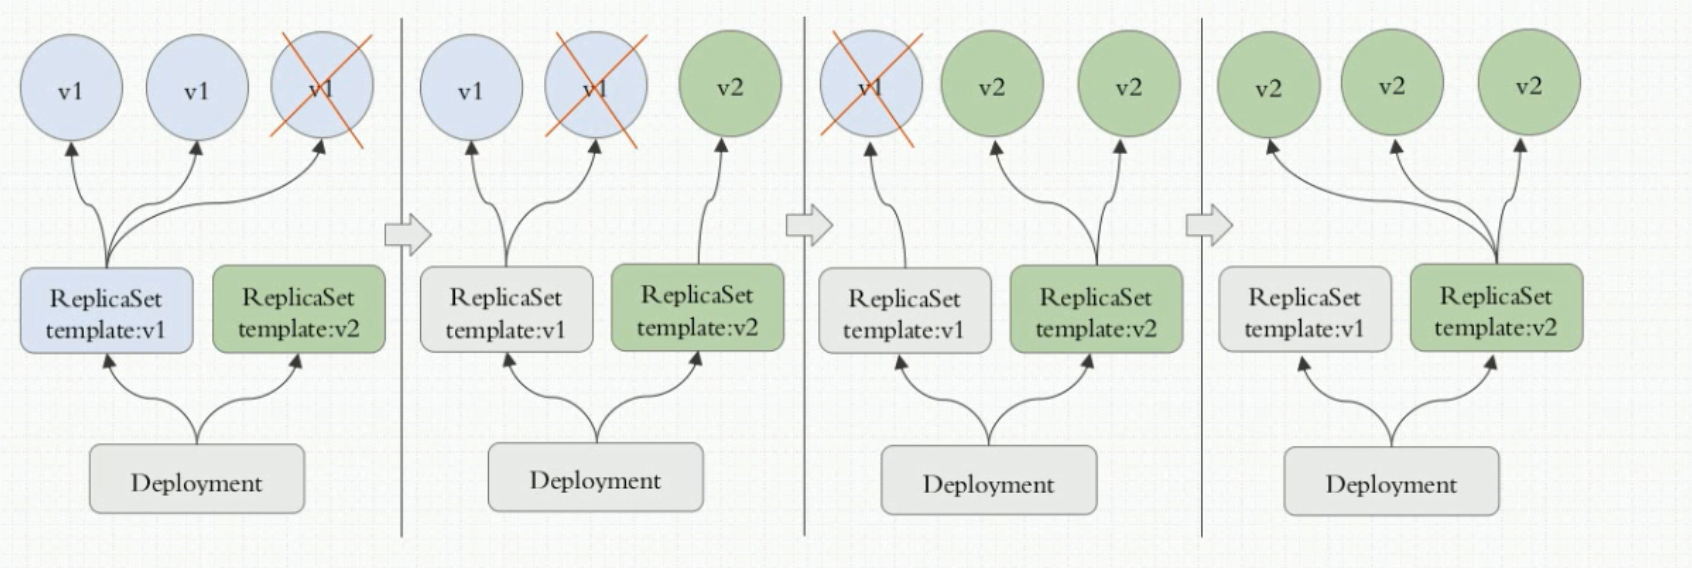 v1
v1
v1
ReplicaSet
template:v1
ReplicaSet
template:v2
Deployment
v1
v1
v2
ReplicaSet
template:v1
ReplicaSet
template:v2
Deployment
v1
v2
v2
ReplicaSet
template:v1
ReplicaSet
template:v2
Deployment
v2
v2
v2
ReplicaSet
template:v1
ReplicaSet
template:v2
Deployment